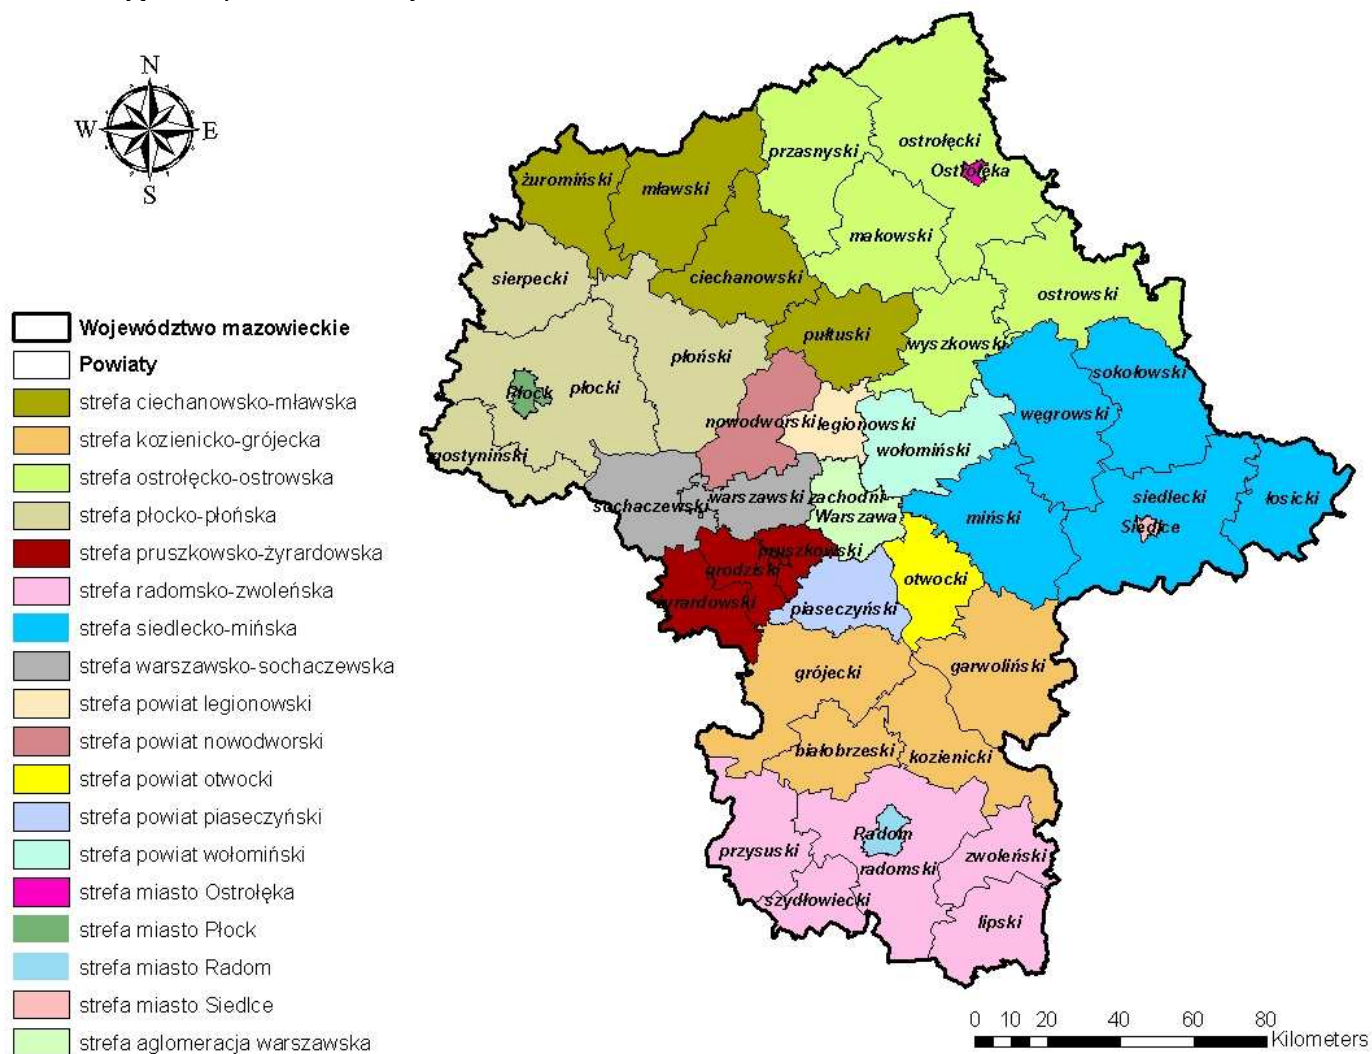 N
W E
S
Województwo mazowieckie
Powiaty
strefa ciechanowsko-mławska
strefa kozienicko-grójecka
strefa ostrołęcko-ostrowska
strefa płocko-płońska
strefa pruszkowsko-żyrardowska
strefa radomsko-zwoleńska
strefa siedlecko-mińska
strefa warszawsko-sochaczewska
strefa powiat legionowski
strefa powiat nowodworski
strefa powiat otwocki
strefa powiat piaseczyński
strefa powiat wołomiński
strefa miasto Ostrołęka
strefa miasto Płock
strefa miasto Radom
strefa miasto Siedlce
strefa aglomeracja warszawska
ostrołęcki
przasnyski
Ostrołęka
żuromiński
mławski
makowski
sierpecki
ciechanowski
ostrowski
pułtuski
wyszkowski
płoński
sokołowski
płocki
Płock
węgrowski
nowodworski
legionowski
wołomiński
gostyniński
sochaczewski
warszawski zachodni
Warszawa
siedlecki
łosicki
miński
Siedlce
pruszkowski
grodziski
otwocki
żyrardowski
piaseczyński
grójecki
garwoliński
białobrzeski
kozienicki
Radom
przysuski
radomski
zwoleński
szydłowiecki
lipski
0 10 20 40 60 80
Kilometers